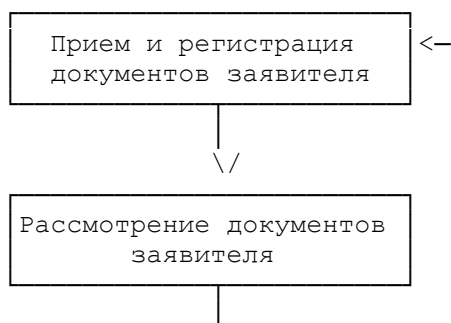 Прием и регистрация
документов заявителя
Рассмотрение документов
заявителя